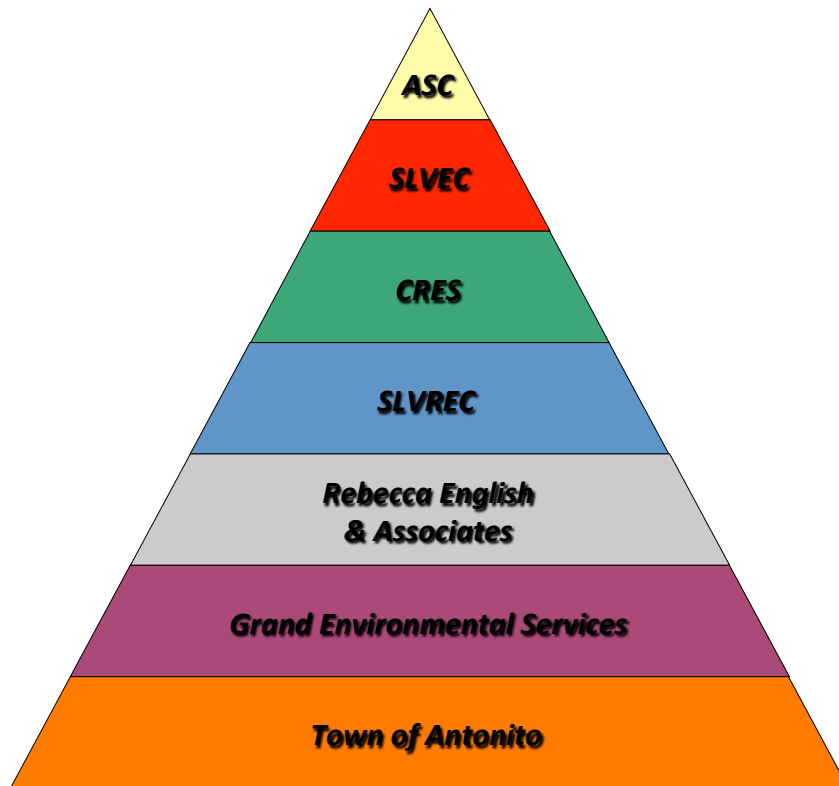 ASC
SLVEC
CRES
SLVREC
Rebecca English
& Associates
Grand Environmental Services
Town of Antonito